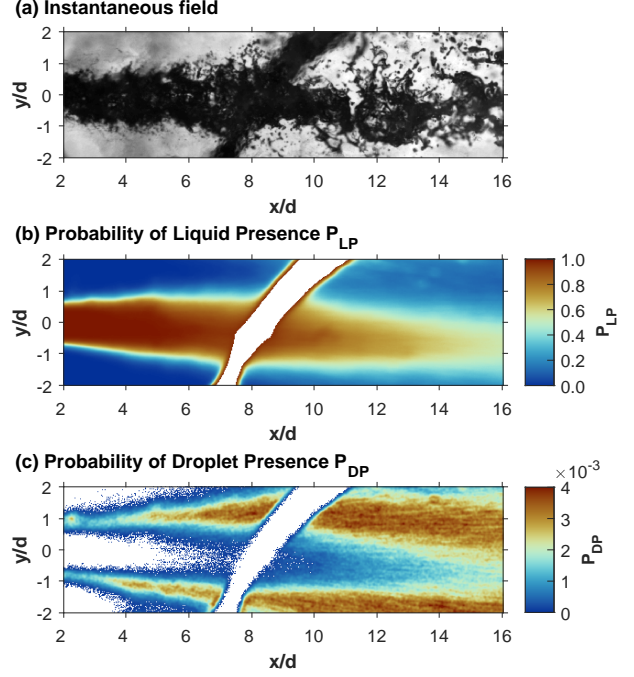 (a) Instantaneous field
2
1
0
-1
-2
y/d
2 4 6 8 10 12 14 16
x/d
(b) Probability of Liquid Presence P_LP
2
1
0
-1
-2
y/d
2 4 6 8 10 12 14 16
x/d
1.0
0.8
0.6
0.4
0.2
0.0
P_LP
(c) Probability of Droplet Presence P_DP
2
1
0
-1
-2
y/d
2 4 6 8 10 12 14 16
x/d
×10^-3
4
3
2
1
0
P_DP